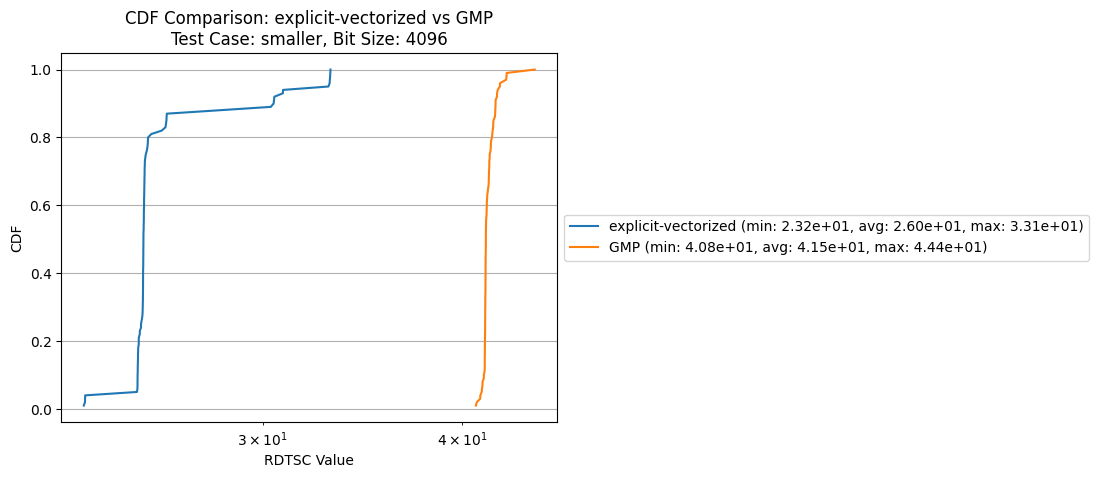 CDF Comparison: explicit-vectorized vs GMP
Test Case: smaller, Bit Size: 4096
1.0
0.8
0.6
0.4
0.2
0.0
CDF
3 × 10¹
4 × 10¹
RDTSC Value
explicit-vectorized (min: 2.32e+01, avg: 2.60e+01, max: 3.31e+01)
GMP (min: 4.08e+01, avg: 4.15e+01, max: 4.44e+01)